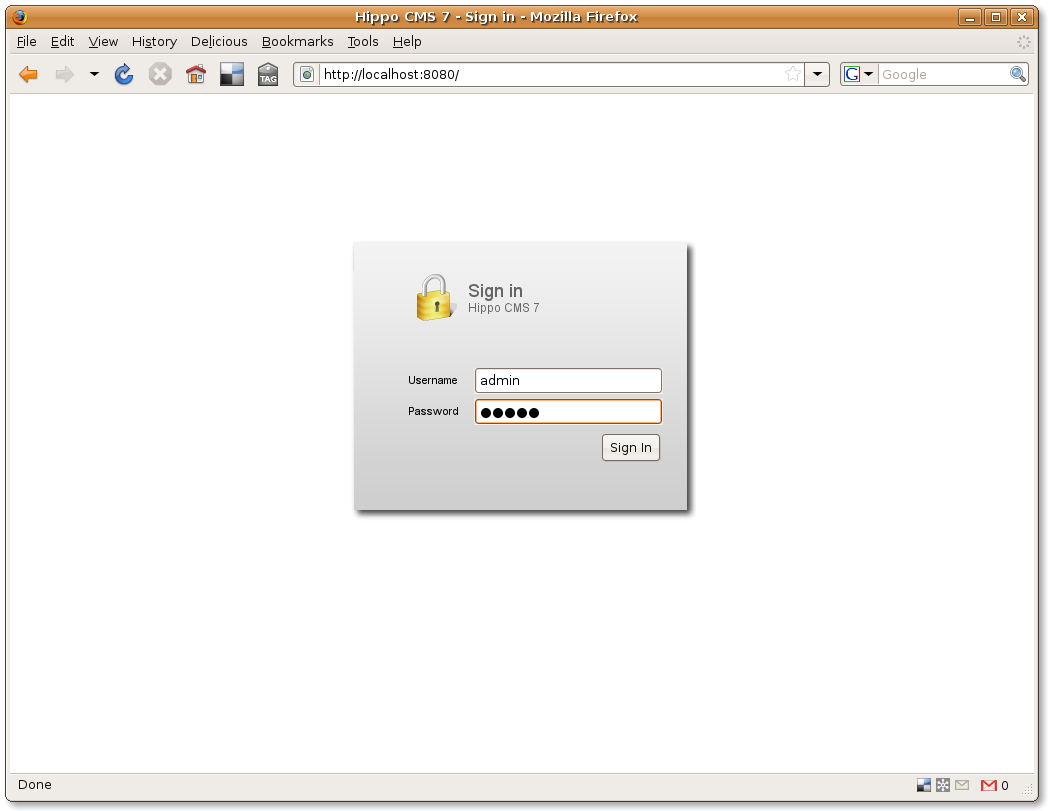 Hippo CMS 7 - Sign in - Mozilla Firefox
File Edit View History Delicious Bookmarks Tools Help
TAG http://localhost:8080/ G Google
Sign in
Hippo CMS 7
Username admin
Password ●●●●●
Sign In
Done 0